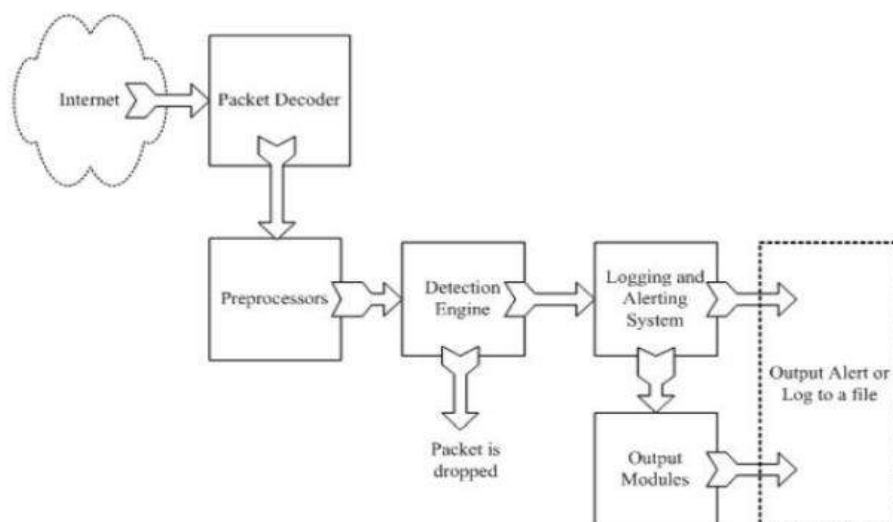 Internet
Packet Decoder
Preprocessors
Detection
Engine
Logging and
Alerting
System
Packet is
dropped
Output
Modules
Output Alert or
Log to a file